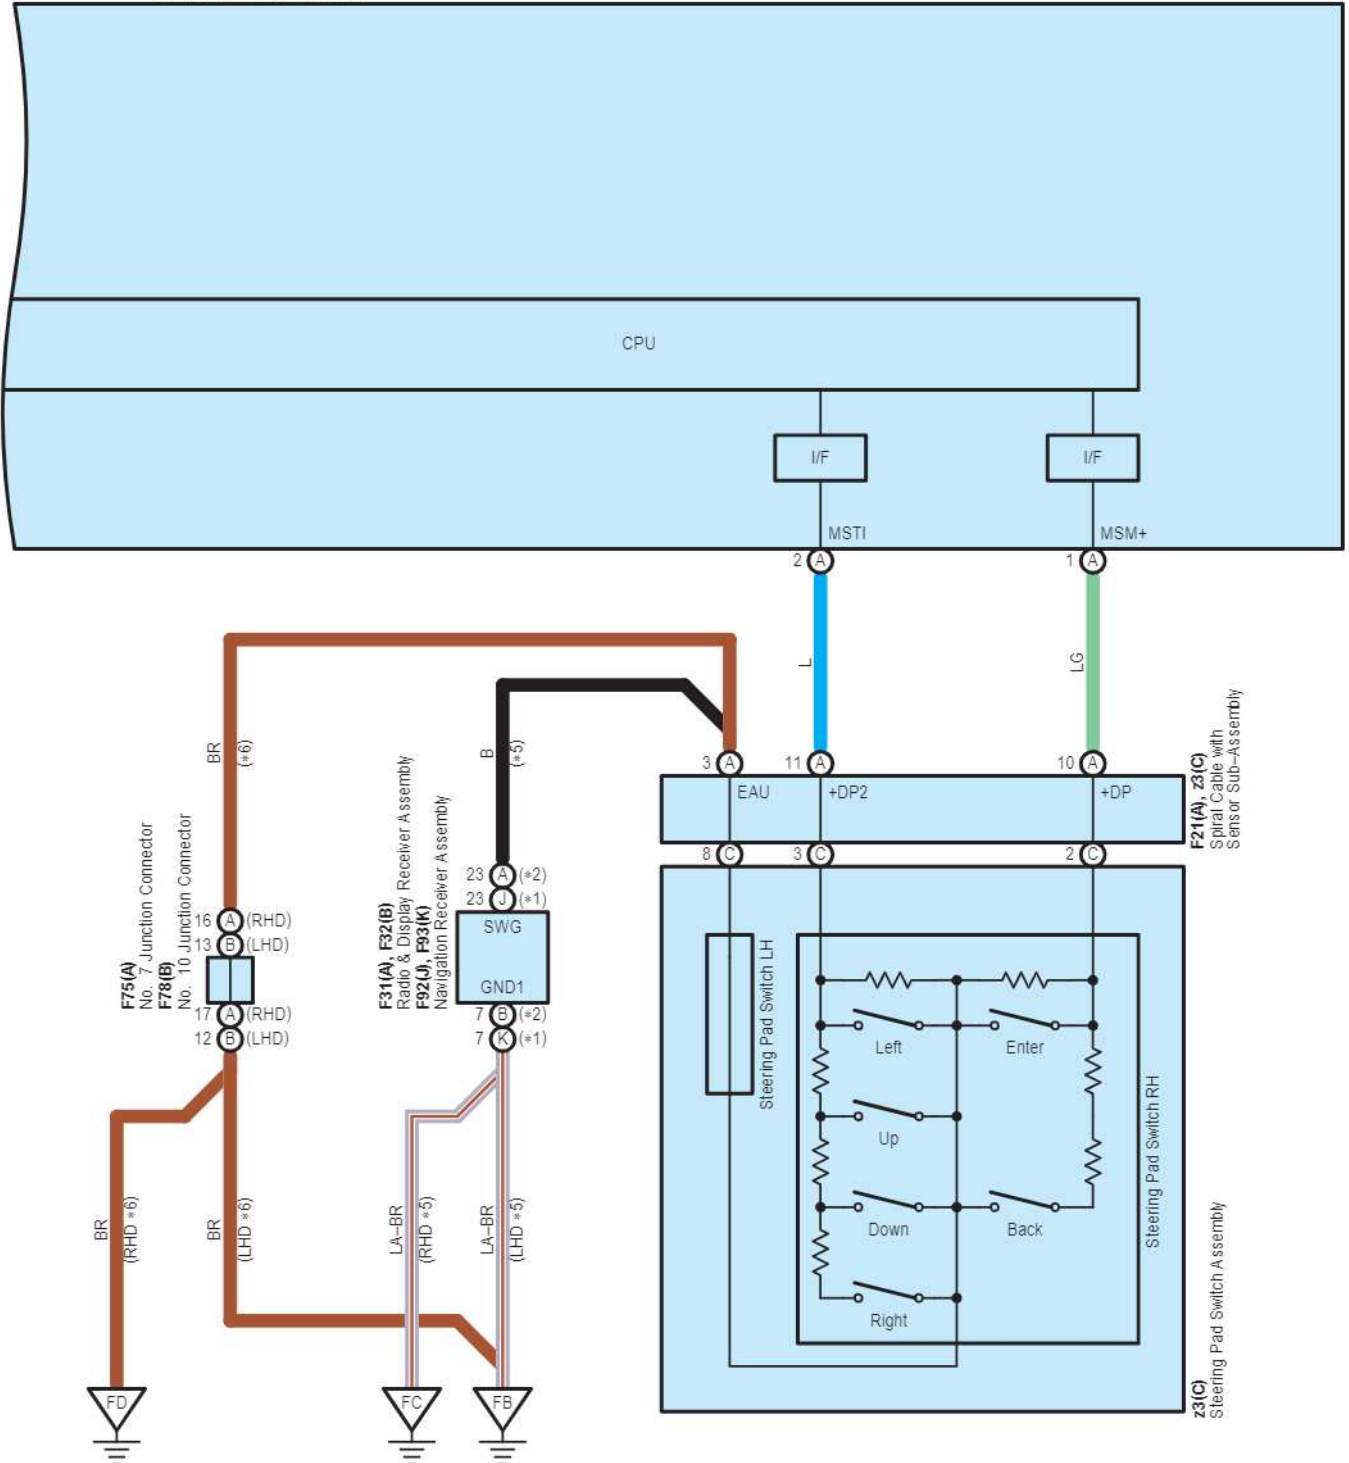 CPU
I/F
I/F
MSTI
MSM+
2 A
1 A
L
LG
BR
(*6)
B
(*5)
3 A
11 A
10 A
EAU
+DP2
+DP
F21(A), z3(C)
Spiral Cable with
Sensor Sub–Assembly
8 C
3 C
2 C
F75(A)
No. 7 Junction Connector
F78(B)
No. 10 Junction Connector
16 A (RHD)
13 B (LHD)
17 A (RHD)
12 B (LHD)
F31(A), F32(B)
Radio & Display Receiver Assembly
F92(J), F93(K)
Navigation Receiver Assembly
23 A (*2)
23 J (*1)
SWG
GND1
7 B (*2)
7 K (*1)
Steering Pad Switch LH
Left
Enter
Up
Down
Back
Right
Steering Pad Switch RH
z3(C)
Steering Pad Switch Assembly
BR
(RHD *6)
BR
(LHD *6)
LA–BR
(RHD *5)
LA–BR
(LHD *5)
FD
FC
FB